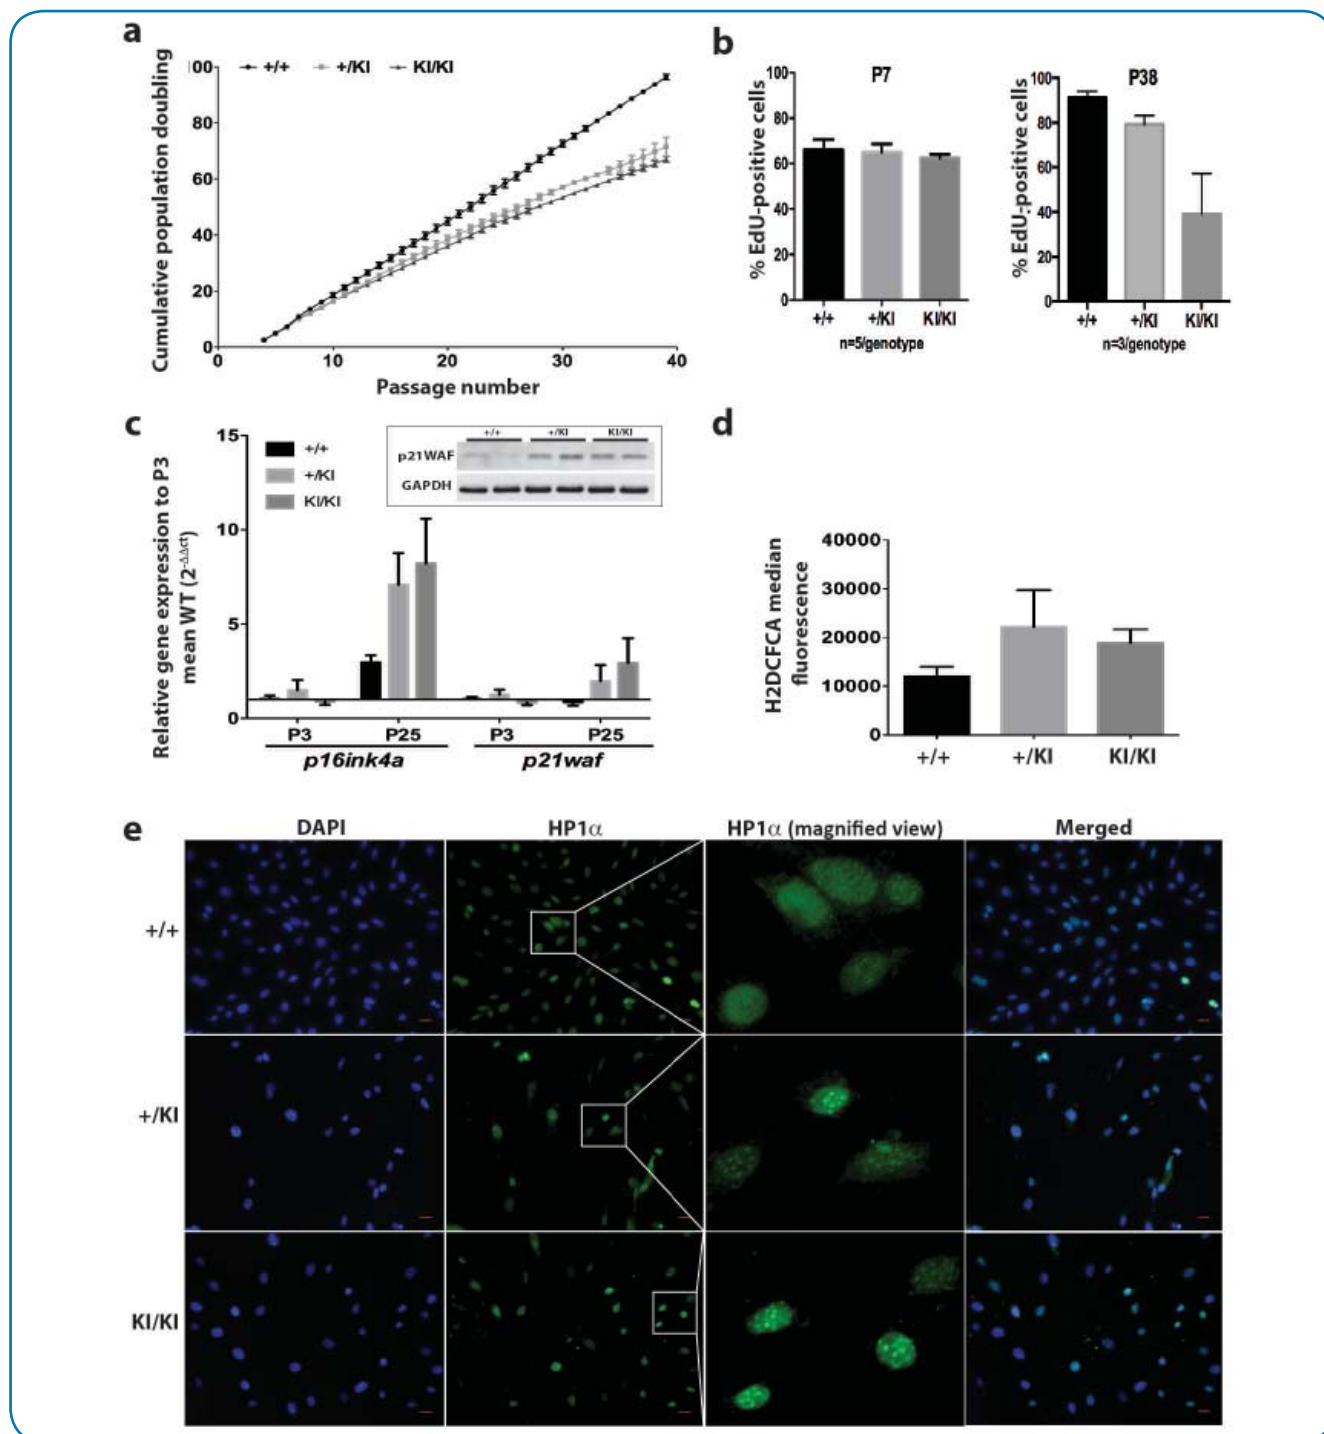 a
Cumulative population doubling
00
80
60
40
20
0
+/+ +/KI KI/KI
0 10 20 30 40
Passage number
b
% EdU-positive cells
100
80
60
40
20
0
P7
+/+ +/KI KI/KI
n=5/genotype
% EdU-positive cells
100
80
60
40
20
0
P38
+/+ +/KI KI/KI
n=3/genotype
c
Relative gene expression to P3
mean WT (2-ΔΔct)
15
10
5
0
+/+
+/KI
KI/KI
+/+ +/KI KI/KI
p21WAF
GAPDH
P3 P25 P3 P25
p16ink4a p21waf
d
H2DCFCA median
fluorescence
40000
30000
20000
10000
0
+/+ +/KI KI/KI
e
DAPI HP1α HP1α (magnified view) Merged
+/+
+/KI
KI/KI